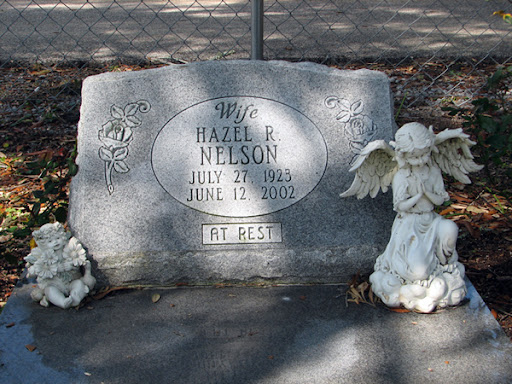 Wife
HAZEL R.
NELSON
JULY 27, 1923
JUNE 12, 2002
AT REST